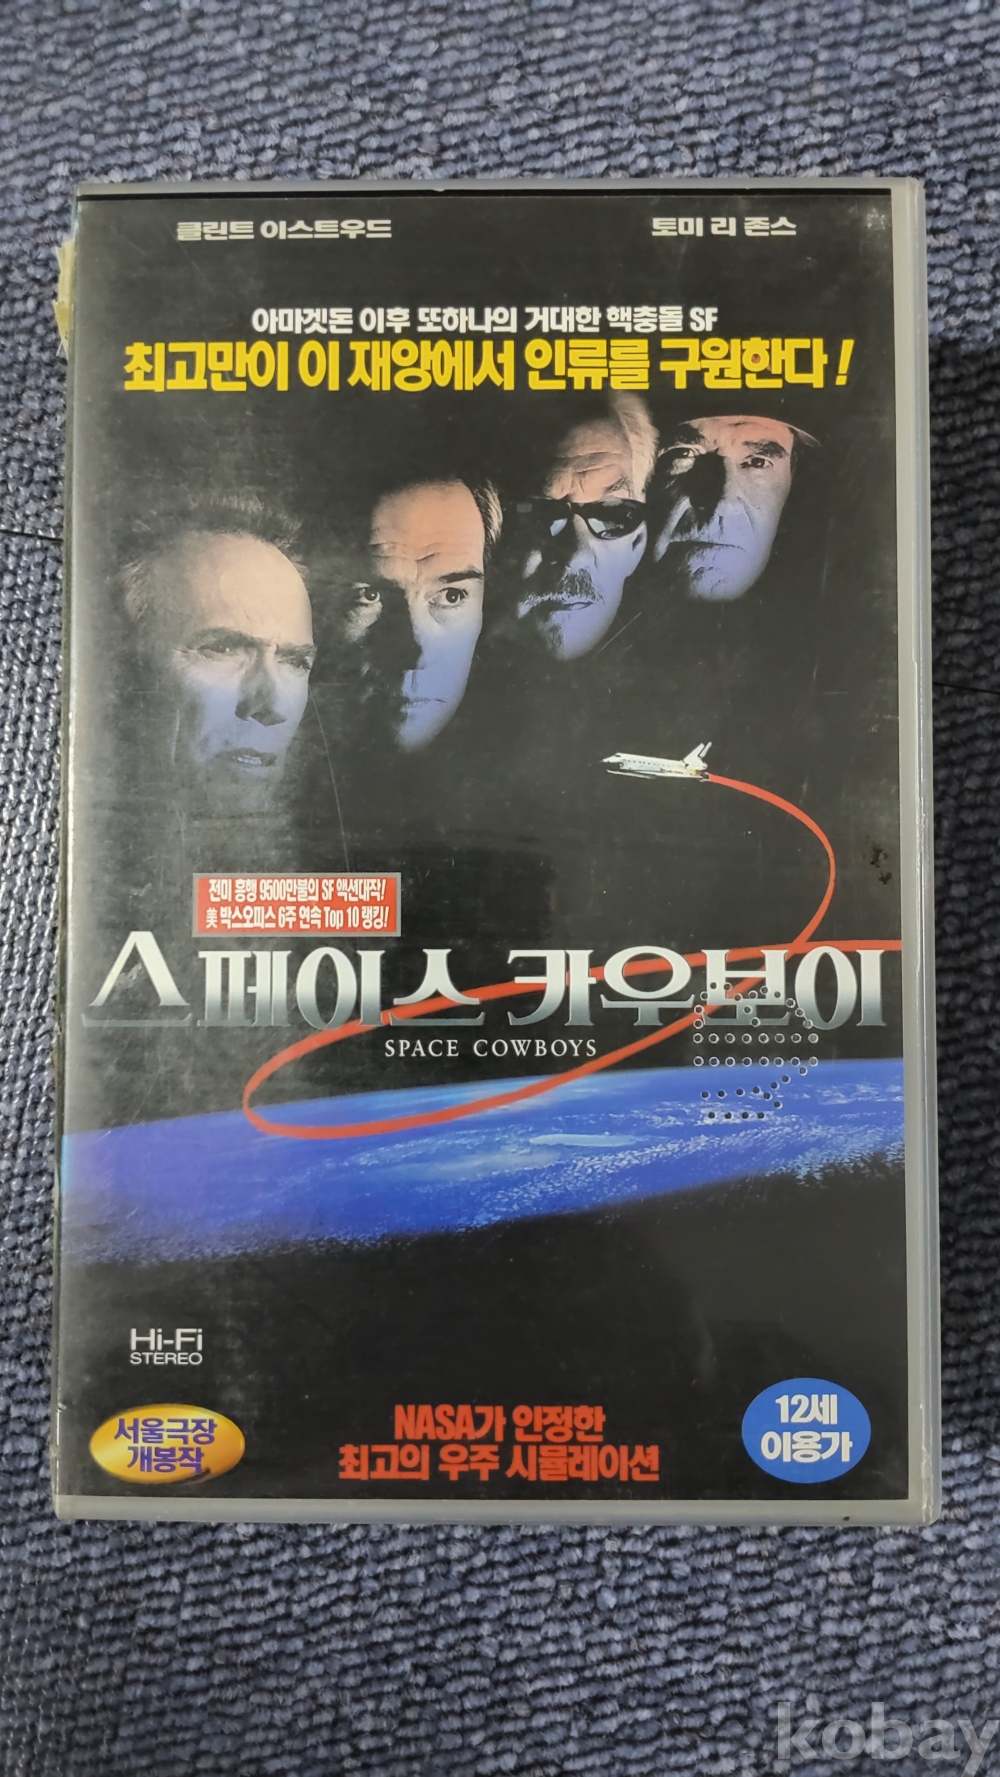 클린트 이스트우드 토미 리 존스
아마겟돈 이후 또하나의 거대한 핵충돌 SF
최고만이 이 재앙에서 인류를 구원한다!
전미 흥행 9500만불의 SF 액션대작!
美 박스오피스 6주 연속 Top 10 랭킹!
스페이스 카우보이
SPACE COWBOYS
Hi-Fi
STEREO
서울극장
개봉작
NASA가 인정한
최고의 우주 시뮬레이션
12세
이용가
kobay